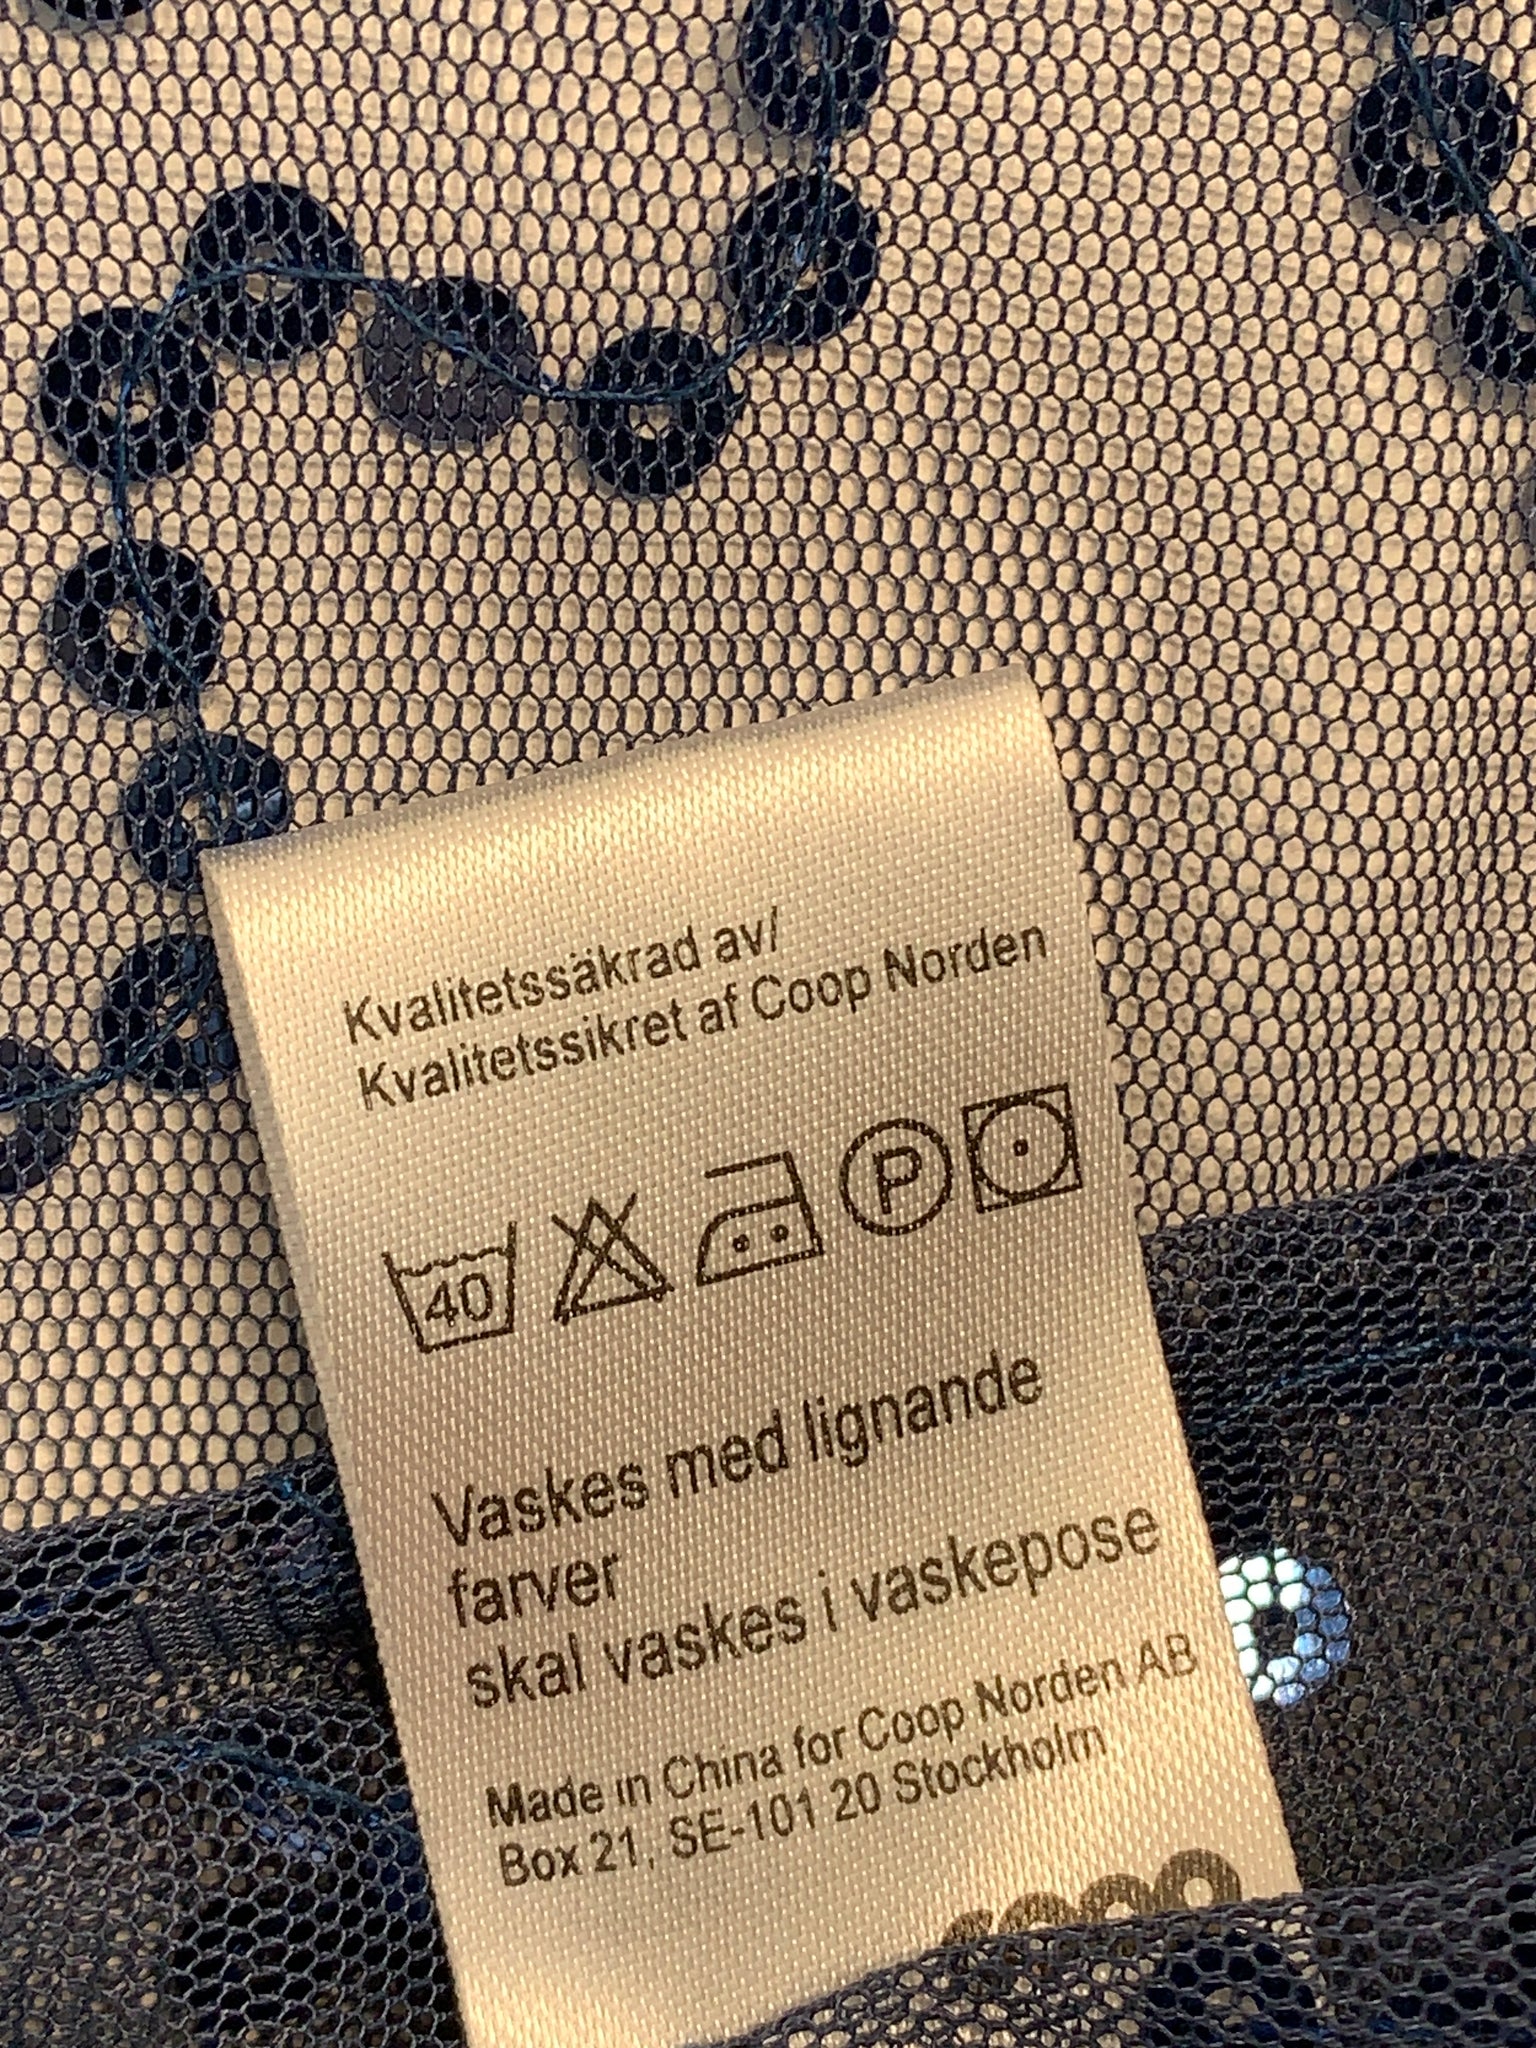 Kvalitetssäkrad av/
Kvalitetssikret af Coop Norden
40 P
Vaskes med lignande
farver
skal vaskes i vaskepose
Made in China for Coop Norden AB
Box 21, SE-101 20 Stockholm
coop